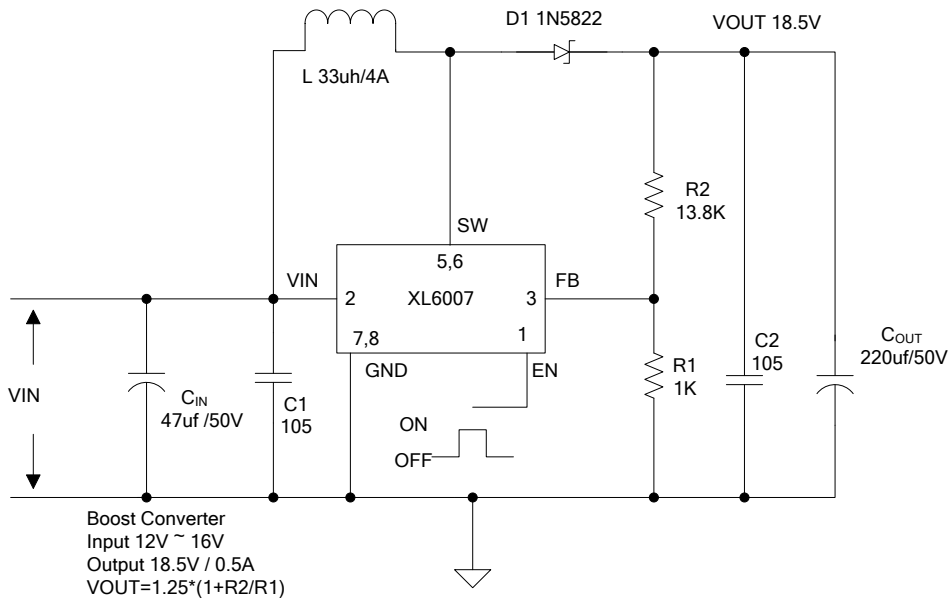 D1 1N5822
VOUT 18.5V
L 33uh/4A
R2
13.8K
SW
5,6
VIN
FB
2
XL6007
3
7,8
1
GND
EN
VIN
CIN
47uf /50V
C1
105
ON
OFF
R1
1K
C2
105
COUT
220uf/50V
Boost Converter
Input 12V ~ 16V
Output 18.5V / 0.5A
VOUT=1.25*(1+R2/R1)